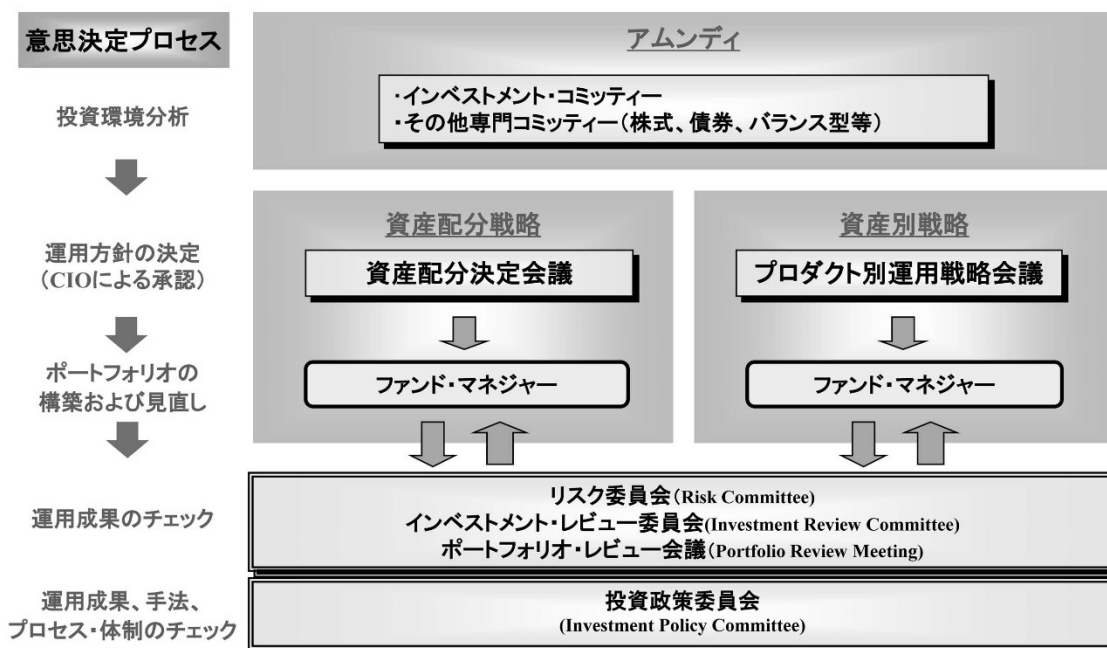 意思決定プロセス
アムンディ
・インベストメント・コミッティー
・その他専門コミッティー(株式、債券、バランス型等)
投資環境分析
運用方針の決定
(CIOによる承認)
資産配分戦略
資産配分決定会議
ファンド・マネジャー
資産別戦略
プロダクト別運用戦略会議
ファンド・マネジャー
ポートフォリオの
構築および見直し
運用成果のチェック
リスク委員会(Risk Committee)
インベストメント・レビュー委員会(Investment Review Committee)
ポートフォリオ・レビュー会議(Portfolio Review Meeting)
運用成果、手法、
プロセス・体制のチェック
投資政策委員会
(Investment Policy Committee)